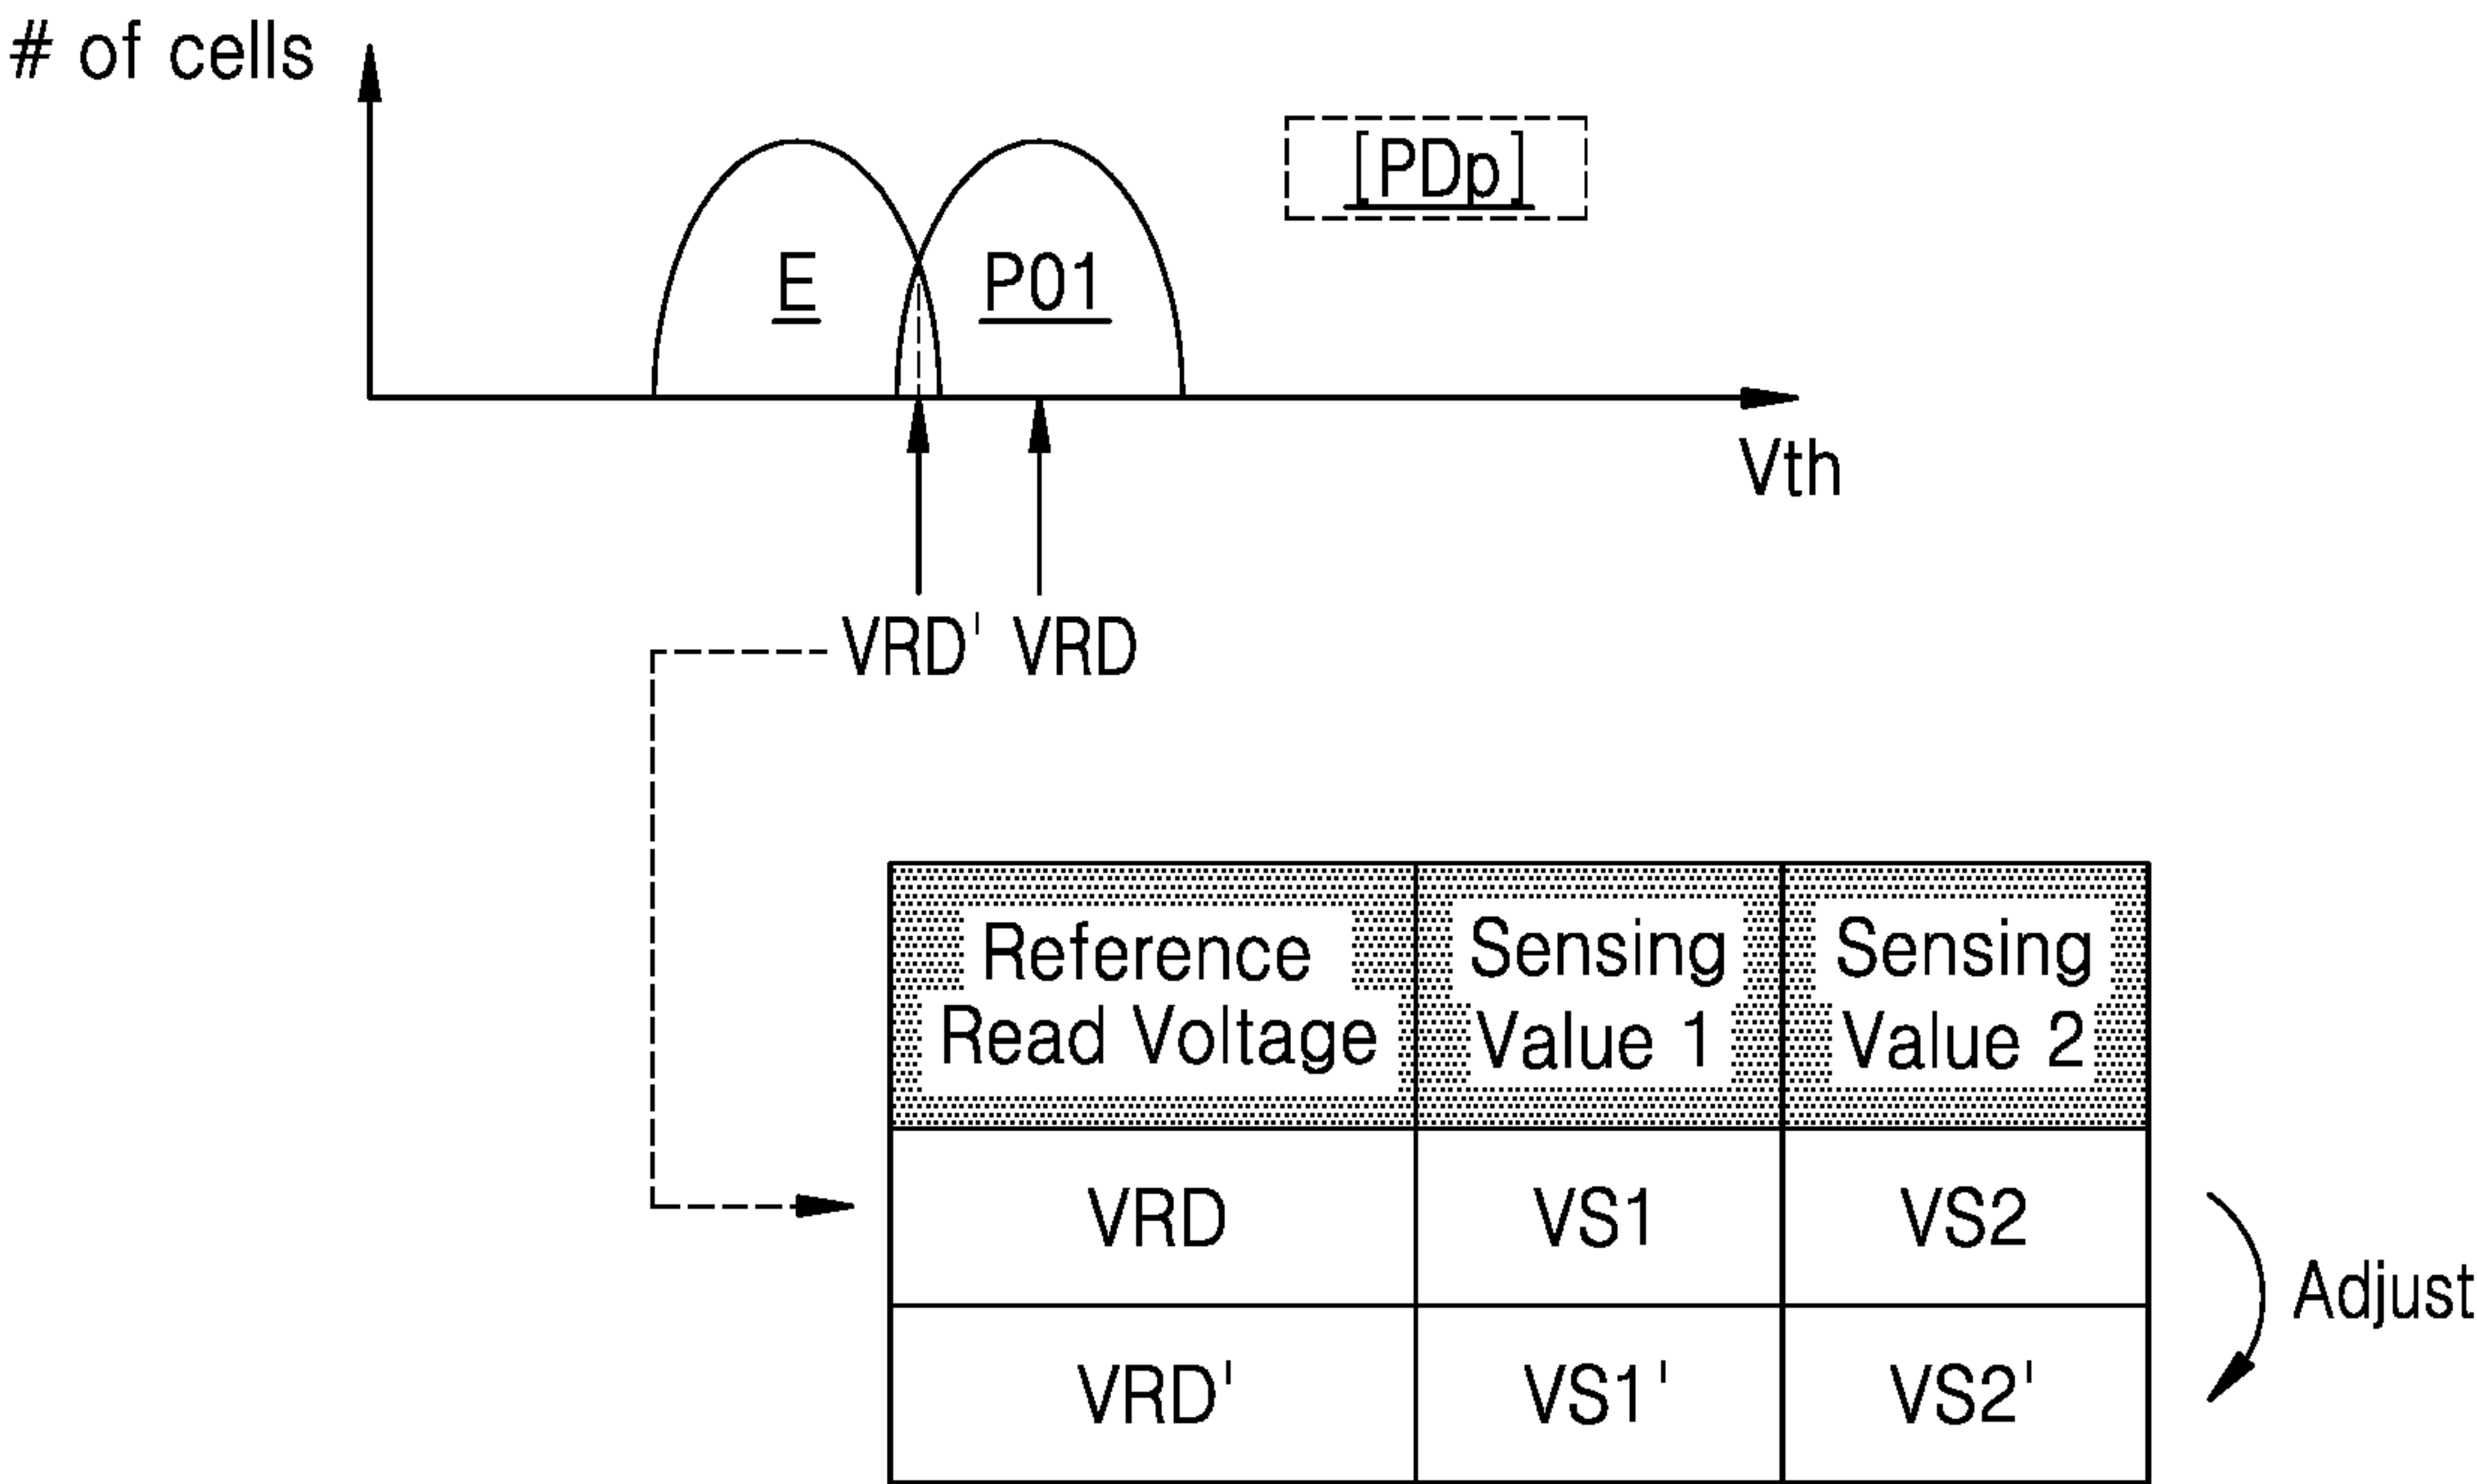 # of cells
[PDp]
E
P01
Vth
VRD' VRD
Reference
Read Voltage
Sensing
Value 1
Sensing
Value 2
VRD
VS1
VS2
Adjust
VRD'
VS1'
VS2'